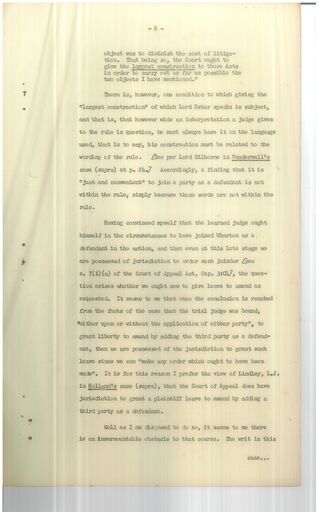 - 8 -
object was to diminish the cost of litiga-
tion. That being so, the Court ought to
give the largest construction to those Acts
in order to carry out as far as possible the
two objects I have mentioned."
There is, however, one condition to which giving the
"largest construction" of which Lord Esher speaks is subject,
and that is, that however wide an interpretation a judge gives
to the rule in question, he must always base it on the language
used, that is to say, his construction must be related to the
wording of the rule. [See per Lord Dilhorne in Vandervell's
case (supra) at p. 24.] Accordingly, a finding that it is
"just and convenient" to join a party as a defendant is not
within the rule, simply because those words are not within the
rule.
Having convinced myself that the learned judge ought
himself in the circumstances to have joined Wharton as a
defendant in the action, and that even at this late stage we
are possessed of jurisdiction to order such joinder [see
s. of the Court of Appeal Act, Cap. the ques-
tion arises whether we ought now to give leave to amend as
requested. It seems to me that once the conclusion is reached
from the facts of the case that the trial judge was bound,
"either upon or without the application of either party", to
grant liberty to amend by adding the third party as a defend-
ent, then we are possessed of the jurisdiction to grant such
leave since we can "make any order which ought to have been
made". It is for this reason I prefer the view of Lindley, L.J.
in Holland's case (supra), that the Court of Appeal does have
jurisdiction to grant a plaintiff leave to amend by adding a
third party as a defendant.
Well as I am disposed to do so, it seems to me there
is an insurmountable obstacle to that course. The writ in this
case...